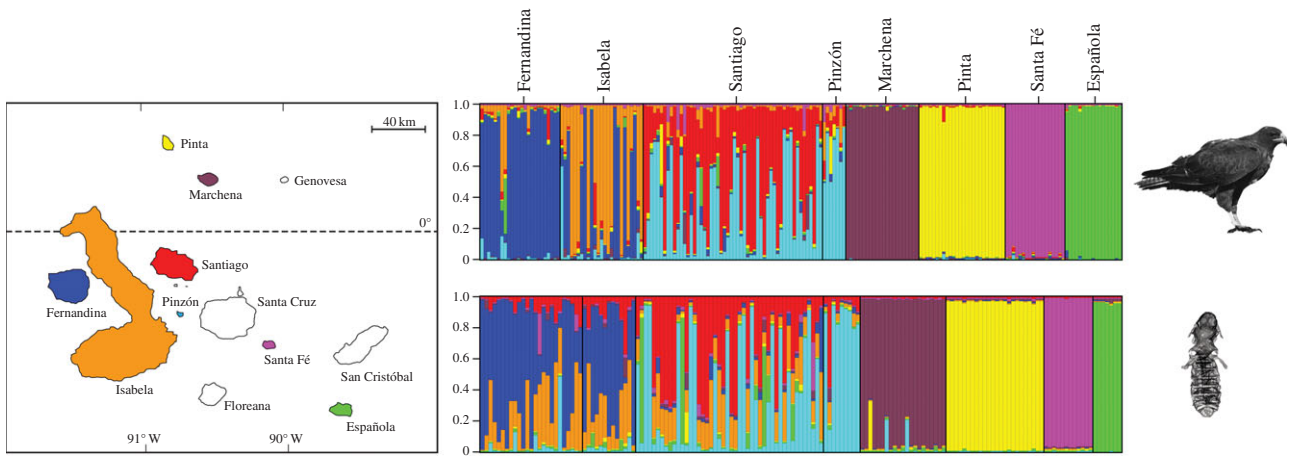 Fernandina
Isabela
Santiago
Pinzón
Marchena
Pinta
Santa Fé
Española
40 km
Pinta
Marchena
Genovesa
0°
Santiago
Pinzón
Santa Cruz
Fernandina
Santa Fé
San Cristóbal
Isabela
Floreana
Española
91°W
90°W
1.0
0.8
0.6
0.4
0.2
0
1.0
0.8
0.6
0.4
0.2
0